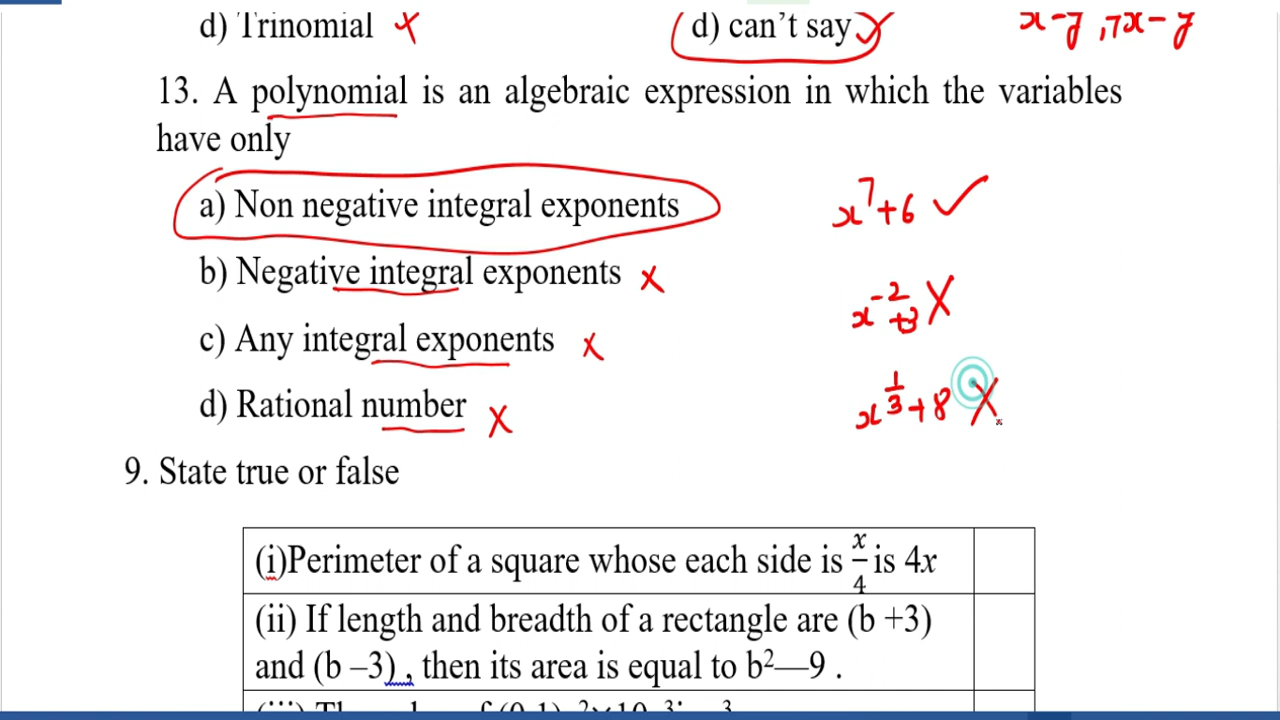 d) Trinomial x
d) can't say
x-y , 7x-y
13. A polynomial is an algebraic expression in which the variables
have only
a) Non negative integral exponents
x⁷+6 ✓
b) Negative integral exponents x
x⁻²+3 X
c) Any integral exponents x
d) Rational number X
x^(1/3)+8 X
9. State true or false
(i)Perimeter of a square whose each side is x/4 is 4x
(ii) If length and breadth of a rectangle are (b +3)
and (b –3) , then its area is equal to b²—9 .